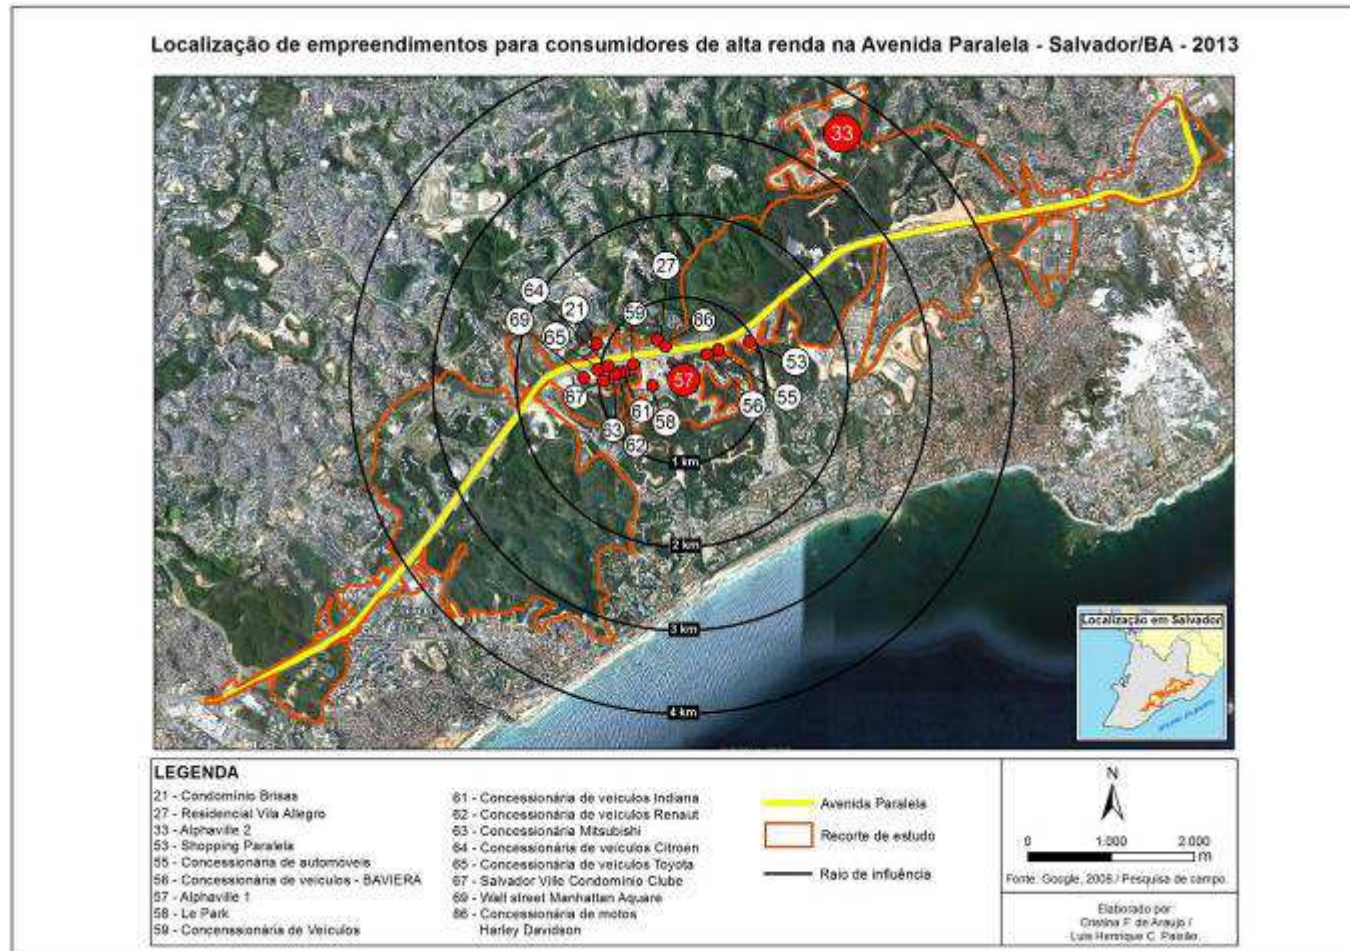 Localização de empreendimentos para consumidores de alta renda na Avenida Paralela - Salvador/BA - 2013
33
27
64
21
59
86
69
65
53
57
67
61
56
55
58
63
62
1 km
2 km
3 km
4 km
Localização em Salvador
LEGENDA
21 - Condomínio Brisas
27 - Residencial Vila Allegro
33 - Alphaville 2
53 - Shopping Paralela
55 - Concessionária de automóveis
56 - Concessionária de veículos - BAVIERA
57 - Alphaville 1
58 - Le Park
59 - Concenssionária de Veículos
61 - Concessionária de veículos Indiana
62 - Concessionária de veículos Renaut
63 - Concessionária Mitsubishi
64 - Concessionária de veículos Citroen
65 - Concessionária de veículos Toyota
67 - Salvador Ville Condomínio Clube
69 - Wall street Manhattan Aquare
86 - Concessionária de motos
Harley Davidson
Avenida Paralela
Recorte de estudo
Raio de influência
N
0 1.000 2.000
m
Fonte: Google, 2006 / Pesquisa de campo.
Elaborado por:
Cristina F. de Araujo /
Luis Henrique C. Paixão.